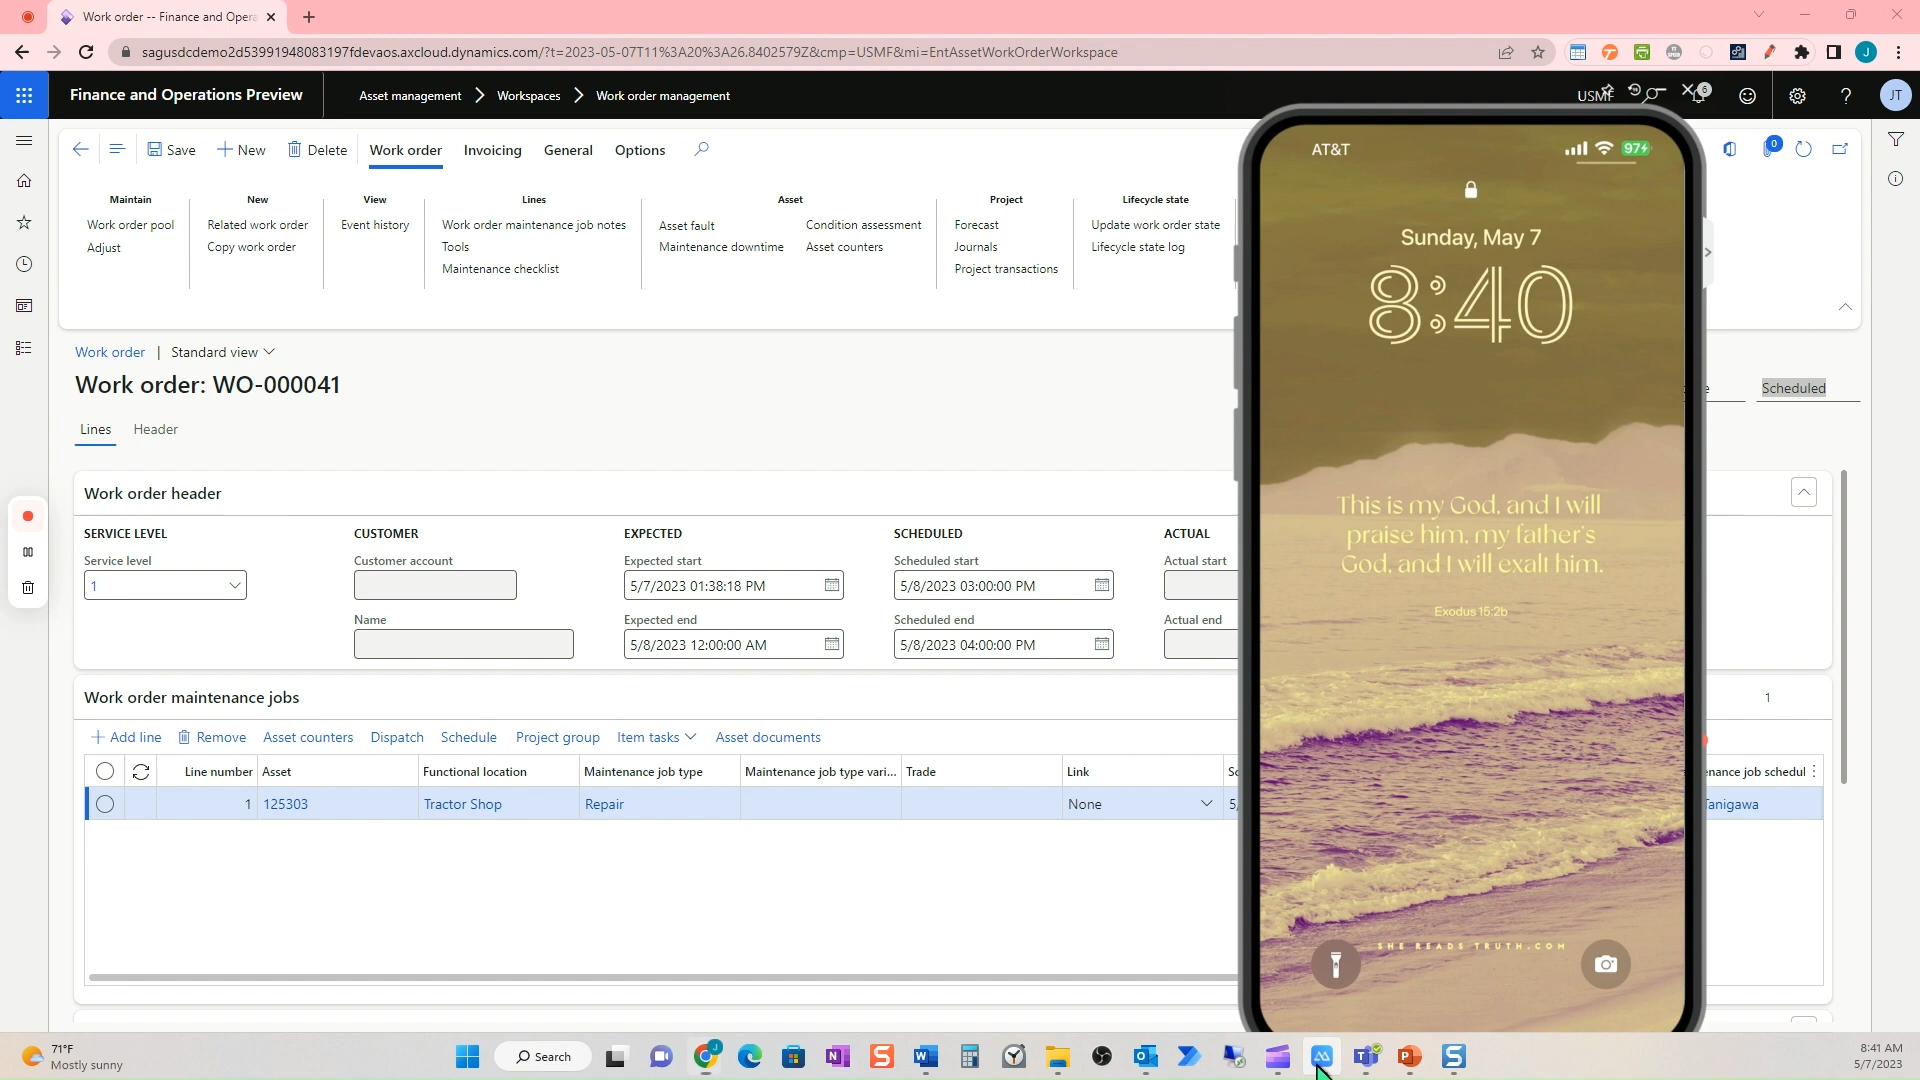 Work order -- Finance and Opera
sagusdcdemo2d53991948083197fdevaos.axcloud.dynamics.com/?t=2023-05-07T11%3A20%3A26.8402579Z&cmp=USMF&mi=EntAssetWorkOrderWorkspace
J
Finance and Operations Preview
Asset management
Workspaces
Work order management
USMF
6
JT
Save
New
Delete
Work order
Invoicing
General
Options
0
Maintain
New
View
Lines
Asset
Project
Lifecycle state
Work order pool
Related work order
Event history
Work order maintenance job notes
Asset fault
Condition assessment
Forecast
Update work order state
Adjust
Copy work order
Tools
Maintenance downtime
Asset counters
Journals
Lifecycle state log
Maintenance checklist
Project transactions
Work order | Standard view
Work order: WO-000041
Scheduled
Lines
Header
Work order header
SERVICE LEVEL
CUSTOMER
EXPECTED
SCHEDULED
ACTUAL
Service level
Customer account
Expected start
Scheduled start
Actual start
1
5/7/2023 01:38:18 PM
5/8/2023 03:00:00 PM
Name
Expected end
Scheduled end
Actual end
5/8/2023 12:00:00 AM
5/8/2023 04:00:00 PM
Work order maintenance jobs
1
Add line
Remove
Asset counters
Dispatch
Schedule
Project group
Item tasks
Asset documents
Line number
Asset
Functional location
Maintenance job type
Maintenance job type vari...
Trade
Link
Sc
enance job schedul
1
125303
Tractor Shop
Repair
None
5/
Tanigawa
AT&T
97
Sunday, May 7
8:40
This is my God, and I will
praise him, my father's
God, and I will exalt him.
Exodus 15:2b
SHE READS TRUTH.COM
71°F
Mostly sunny
Search
8:41 AM
5/7/2023